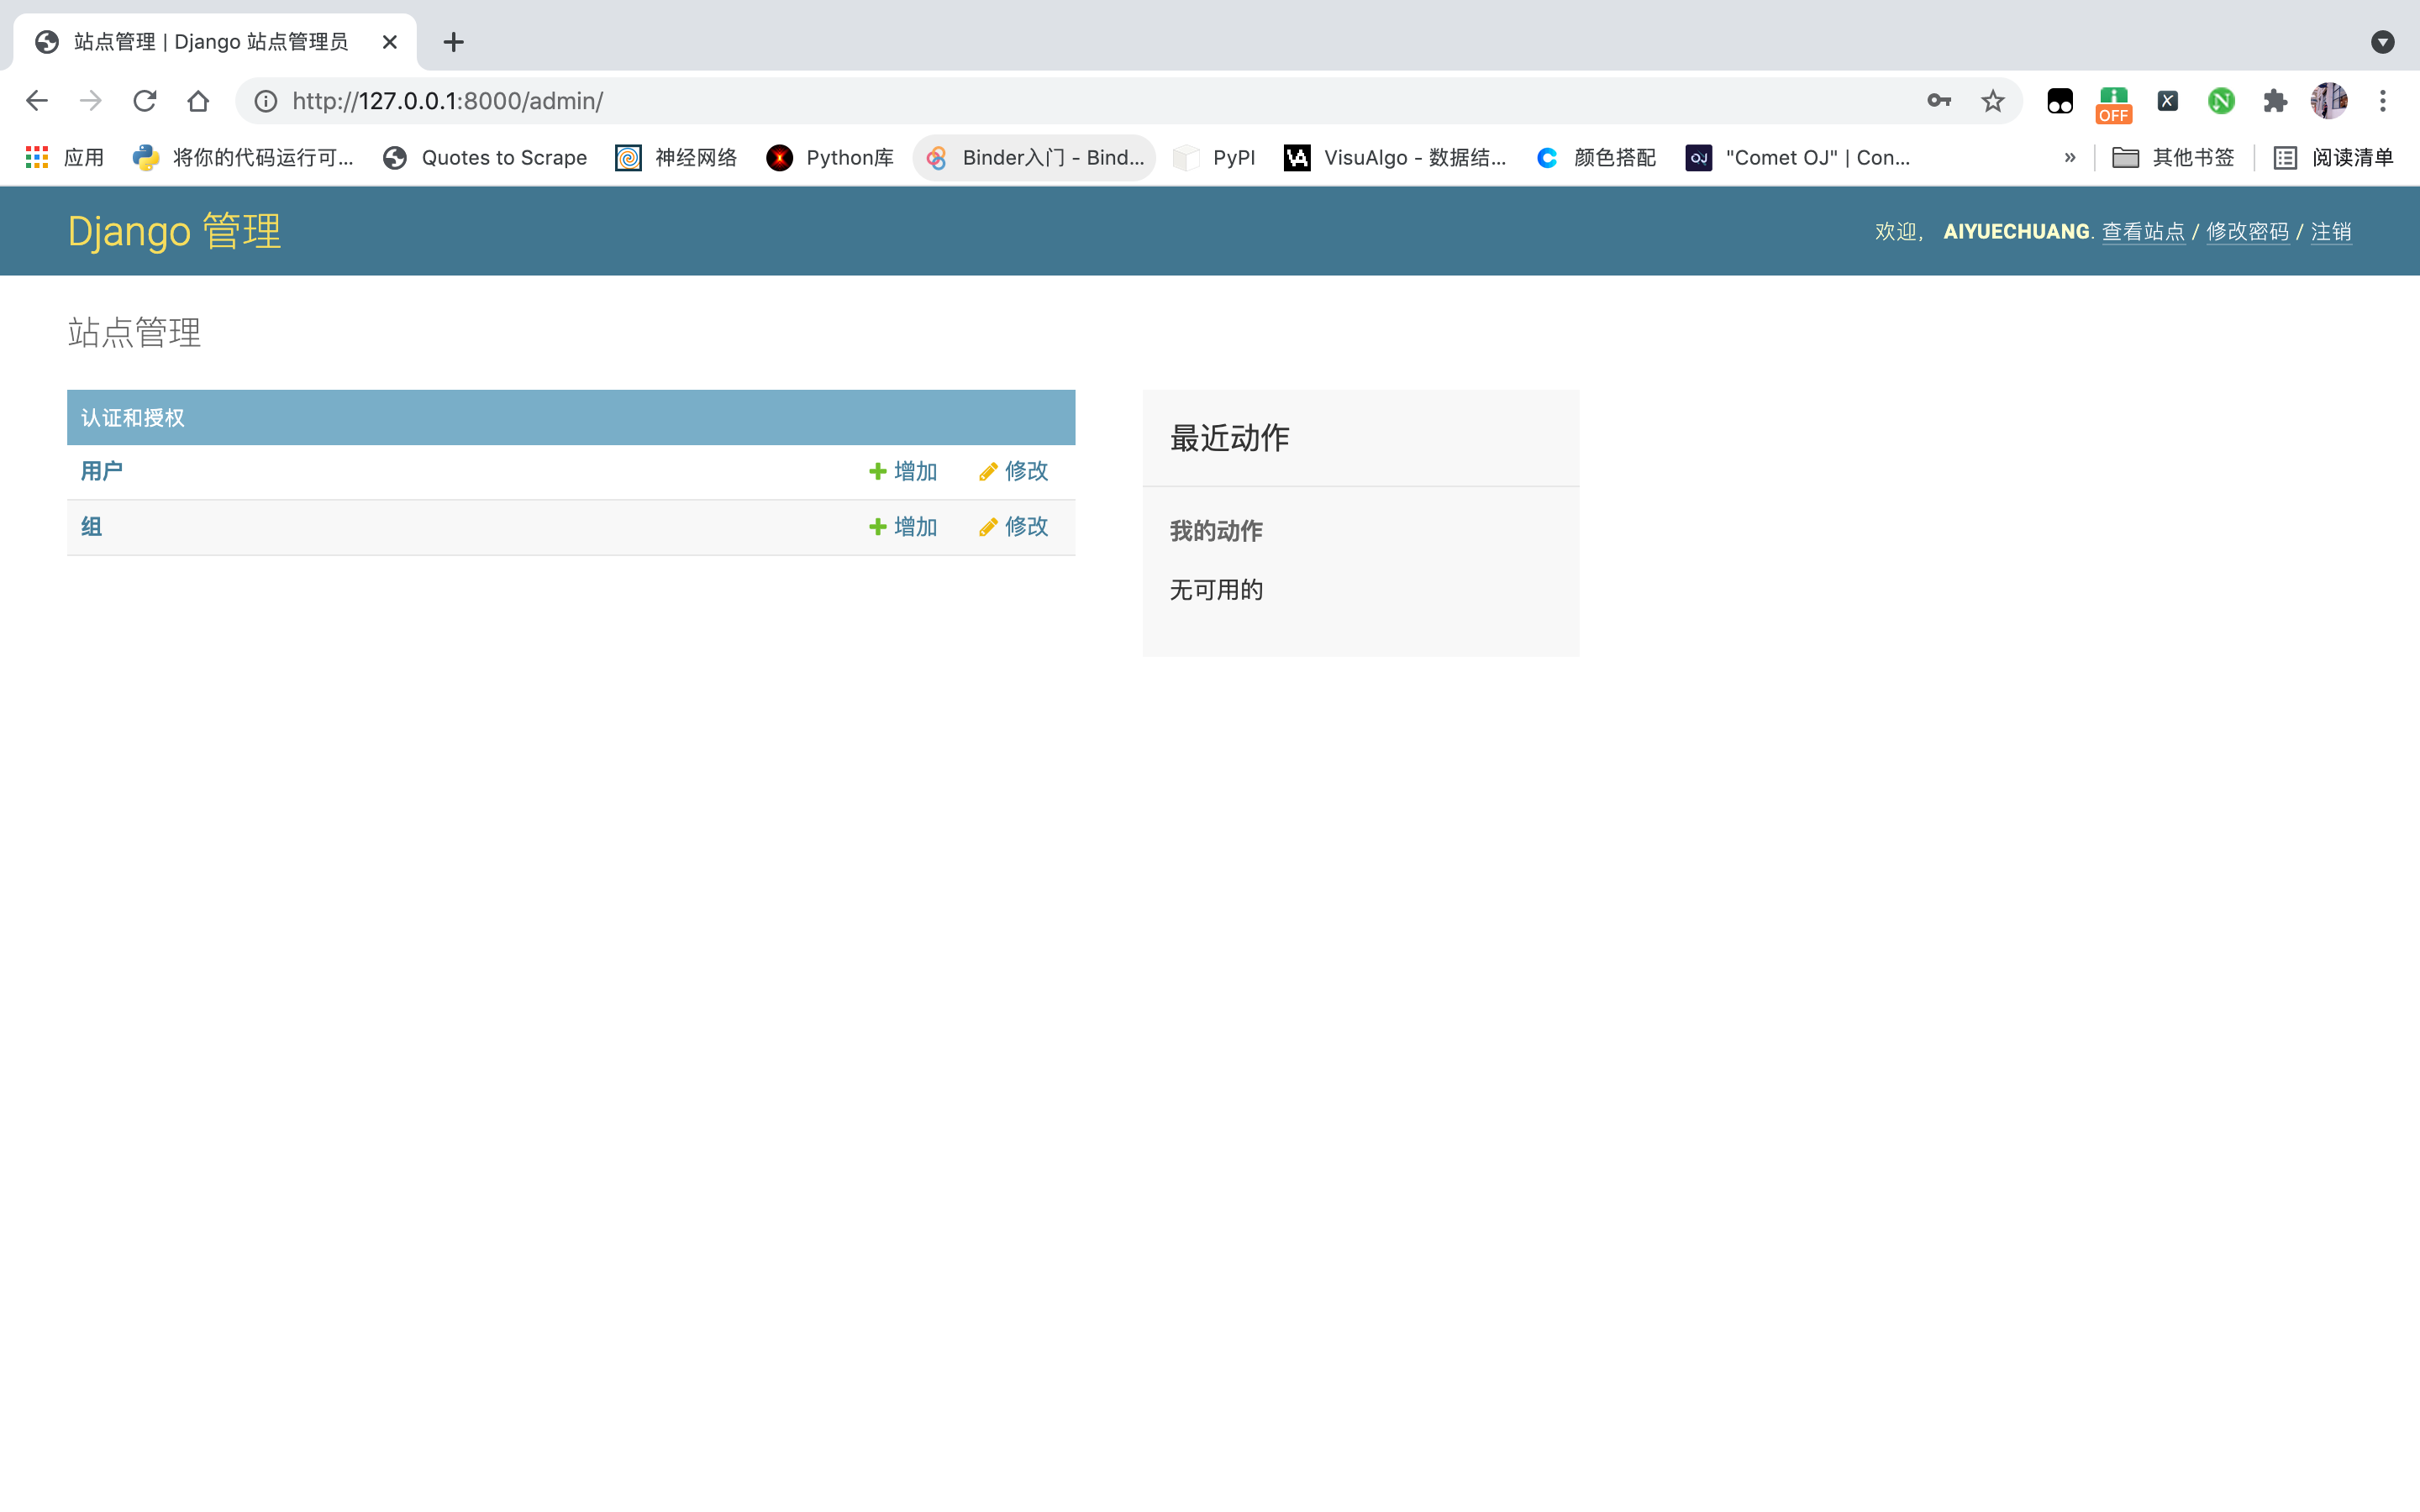 站点管理 | Django 站点管理员
http://127.0.0.1:8000/admin/
OFF
应用 将你的代码运行可... Quotes to Scrape 神经网络 Python库 Binder入门 - Bind... PyPI VisuAlgo - 数据结... OJ 颜色搭配 "Comet OJ" | Con... » 其他书签 阅读清单
Django 管理
欢迎， AIYUECHUANG. 查看站点 / 修改密码 / 注销
站点管理
认证和授权
用户 增加 修改
组 增加 修改
最近动作
我的动作
无可用的